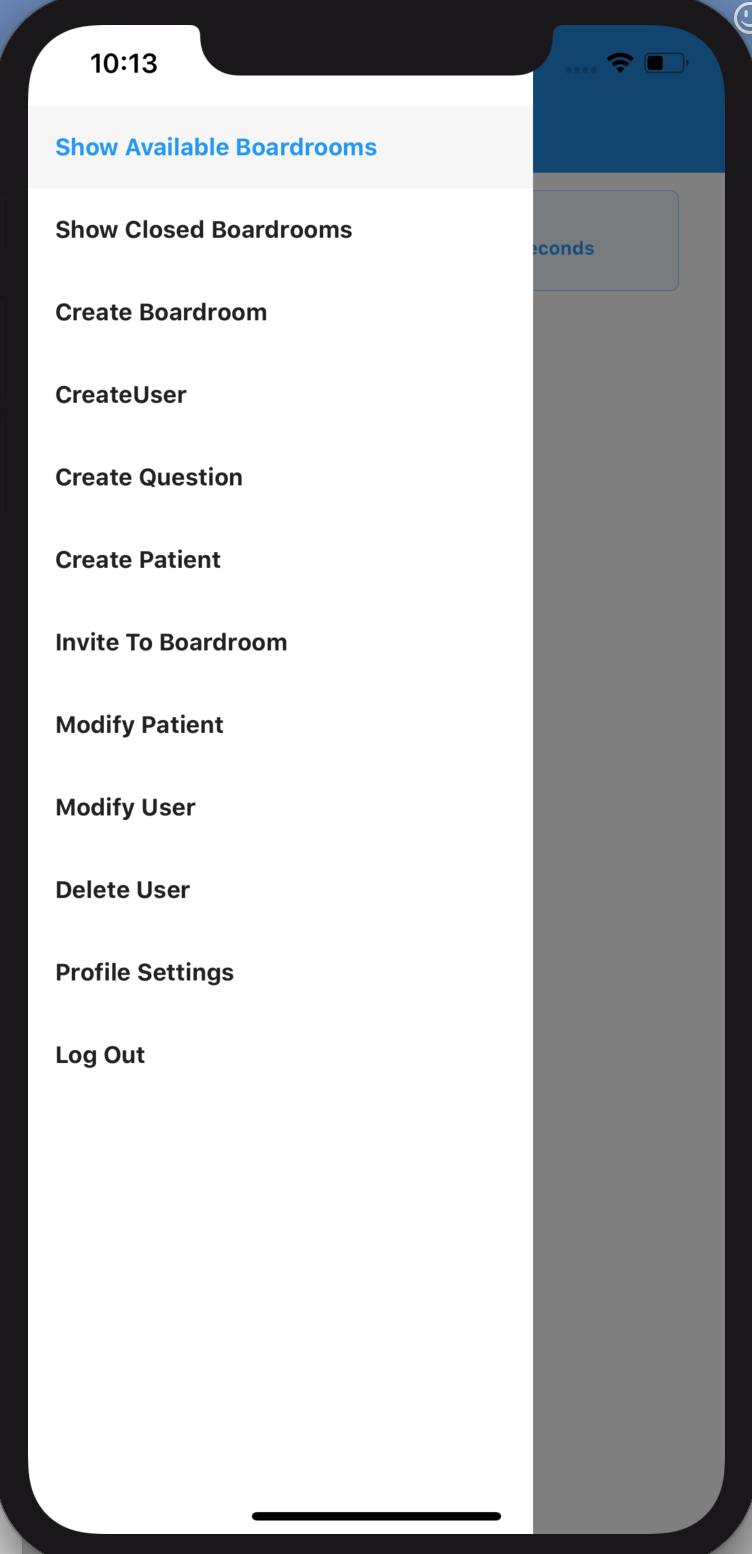 10:13
Show Available Boardrooms
Show Closed Boardrooms
econds
Create Boardroom
CreateUser
Create Question
Create Patient
Invite To Boardroom
Modify Patient
Modify User
Delete User
Profile Settings
Log Out